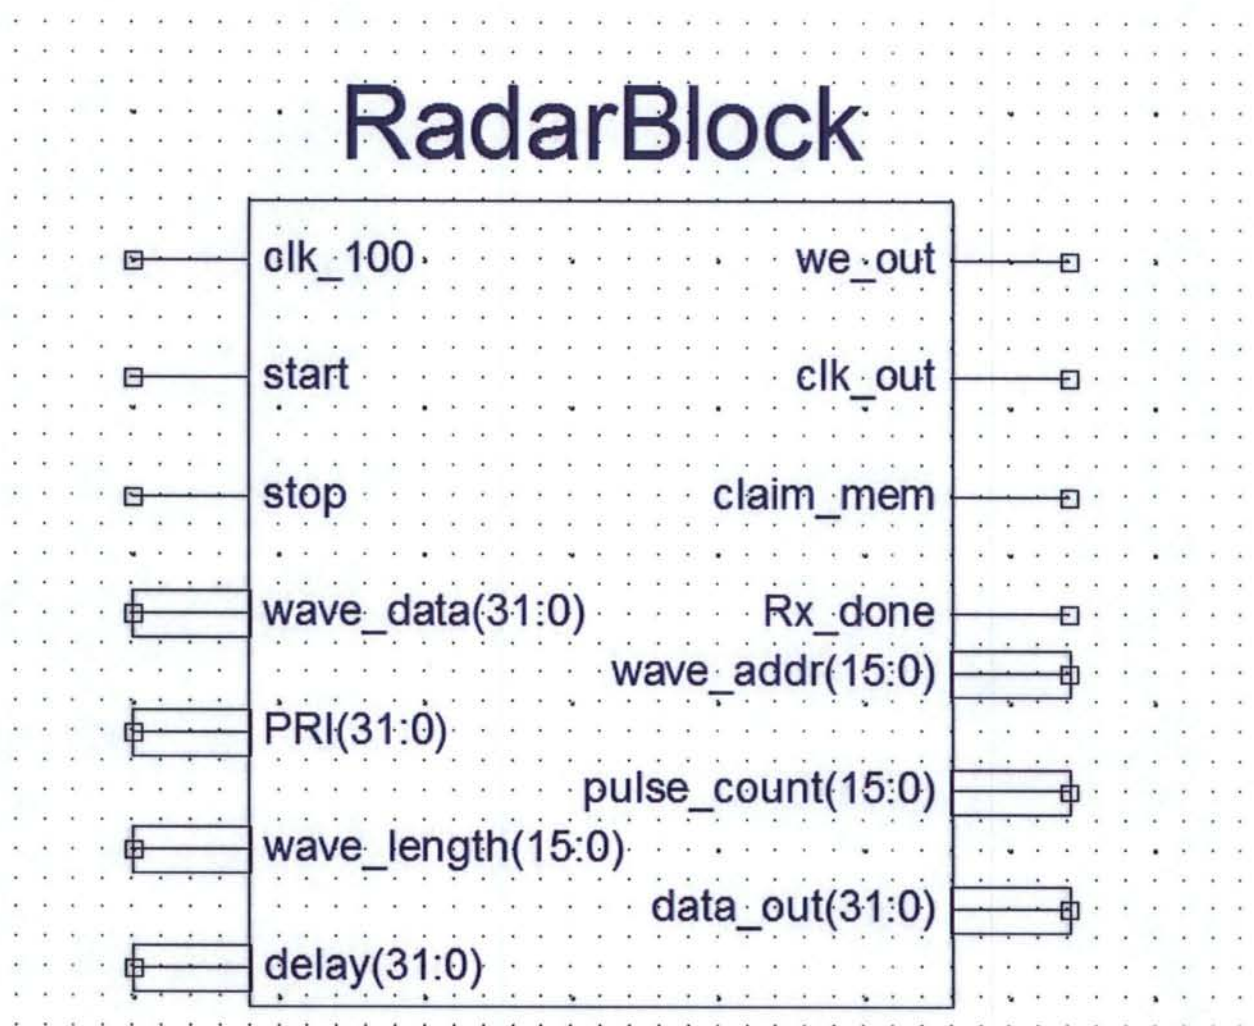 RadarBlock
clk_100
we_out
start
clk_out
stop
claim_mem
wave_data(31:0)
Rx_done
wave_addr(15:0)
PRI(31:0)
pulse_count(15:0)
wave_length(15:0)
data_out(31:0)
delay(31:0)